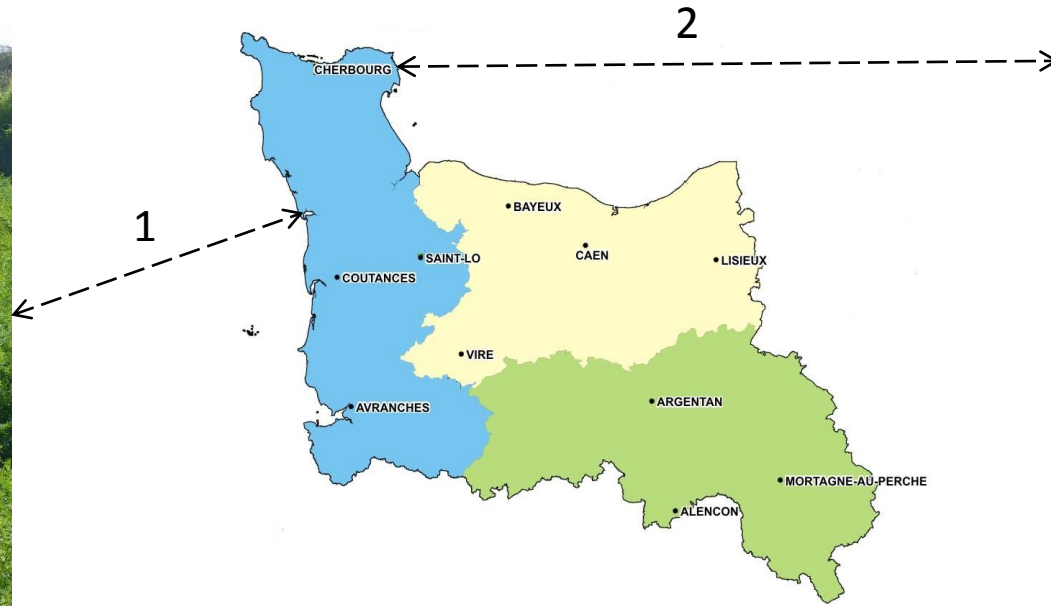 2
CHERBOURG
BAYEUX
1
CAEN
SAINT-LO
LISIEUX
COUTANCES
VIRE
ARGENTAN
AVRANCHES
MORTAGNE-AU-PERCHE
ALENCON